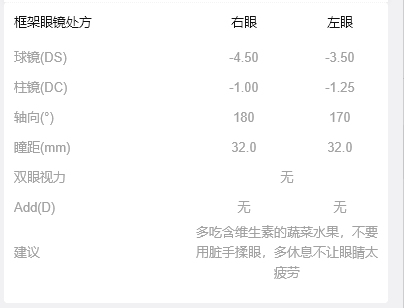 框架眼镜处方 右眼 左眼
球镜(DS) -4.50 -3.50
柱镜(DC) -1.00 -1.25
轴向(°) 180 170
瞳距(mm) 32.0 32.0
双眼视力 无
Add(D) 无 无
建议 多吃含维生素的蔬菜水果，不要
用脏手揉眼，多休息不让眼睛太
疲劳